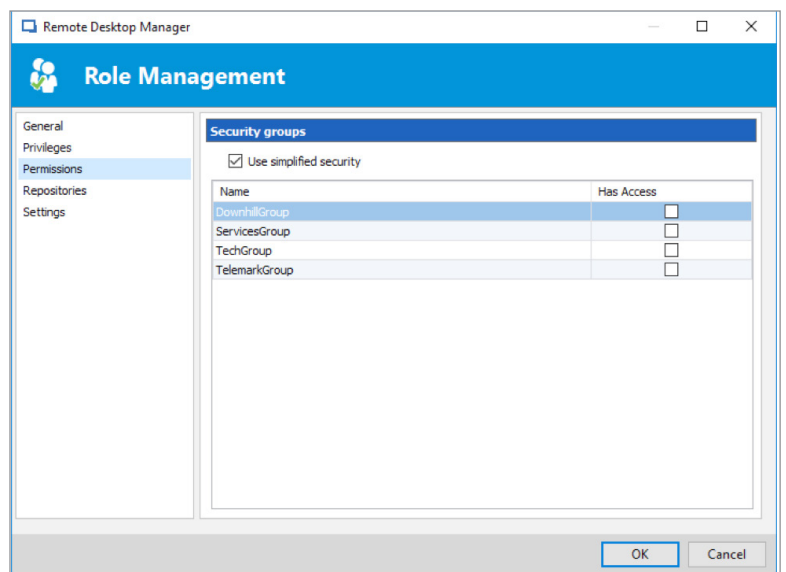 Remote Desktop Manager
Role Management
General
Privileges
Permissions
Repositories
Settings
Security groups
Use simplified security
Name Has Access
DownhillGroup
ServicesGroup
TechGroup
TelemarkGroup
OK Cancel